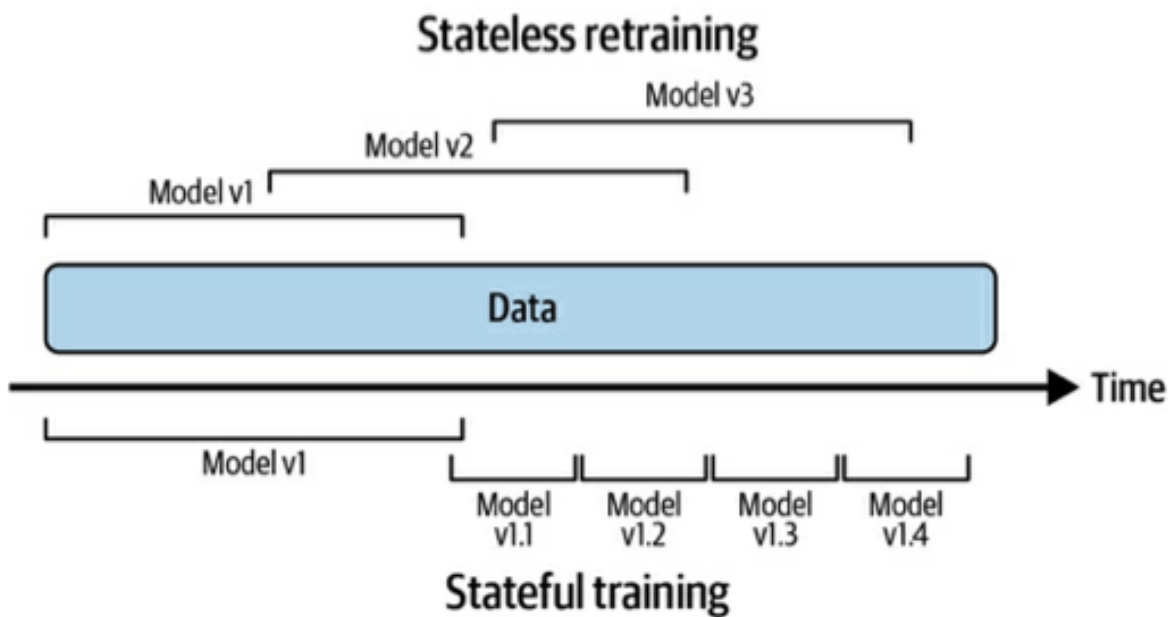 Stateless retraining
Model v3
Model v2
Model v1
Data
Time
Model v1
Model
v1.1
Model
v1.2
Model
v1.3
Model
v1.4
Stateful training